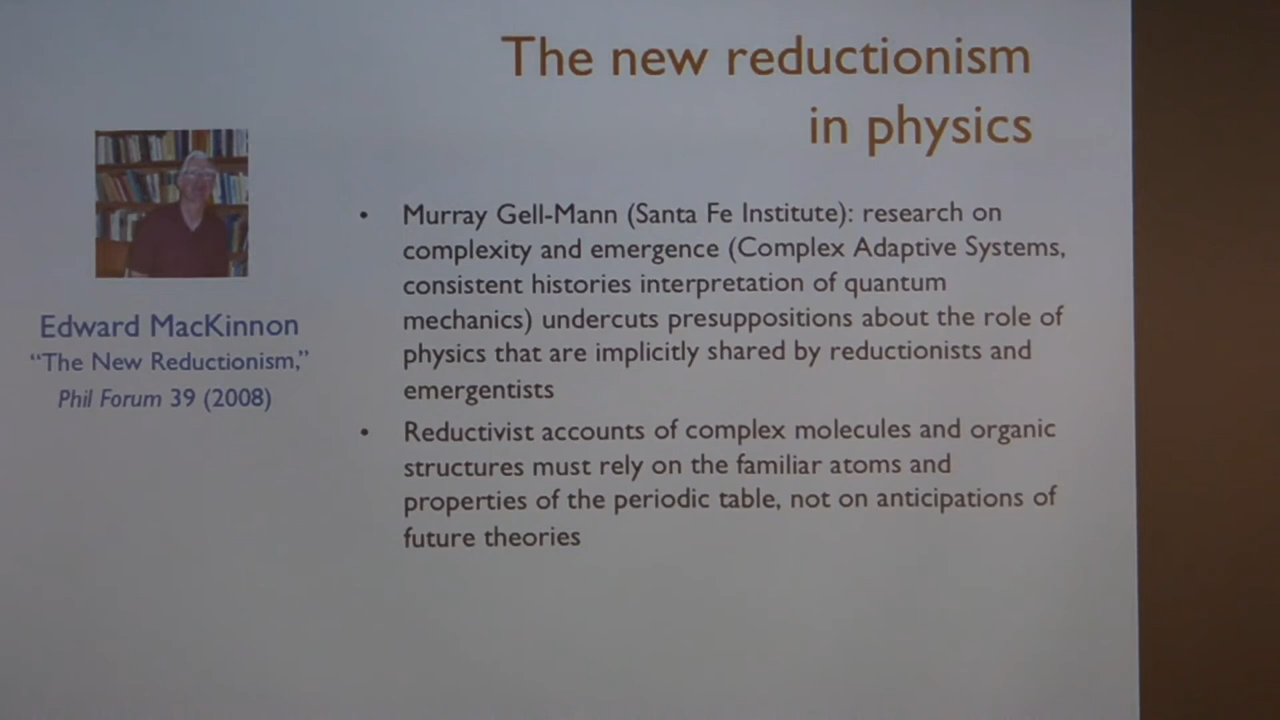 The new reductionism
in physics
Edward MacKinnon
“The New Reductionism,”
Phil Forum 39 (2008)
• Murray Gell-Mann (Santa Fe Institute): research on
complexity and emergence (Complex Adaptive Systems,
consistent histories interpretation of quantum
mechanics) undercuts presuppositions about the role of
physics that are implicitly shared by reductionists and
emergentists
• Reductivist accounts of complex molecules and organic
structures must rely on the familiar atoms and
properties of the periodic table, not on anticipations of
future theories